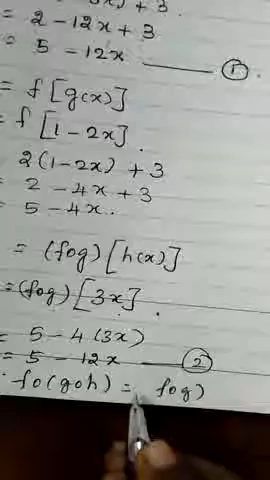 x) + 3
= 2 - 12x + 3
= 5 - 12x ——— ①
= f[g(x)]
= f[1 - 2x].
2(1 - 2x) + 3
= 2 - 4x + 3
= 5 - 4x.
= (fog)[h(x)]
= (fog)[3x].
= 5 - 4(3x)
= 5 - 12x ——— ②
fo(goh) = fog)